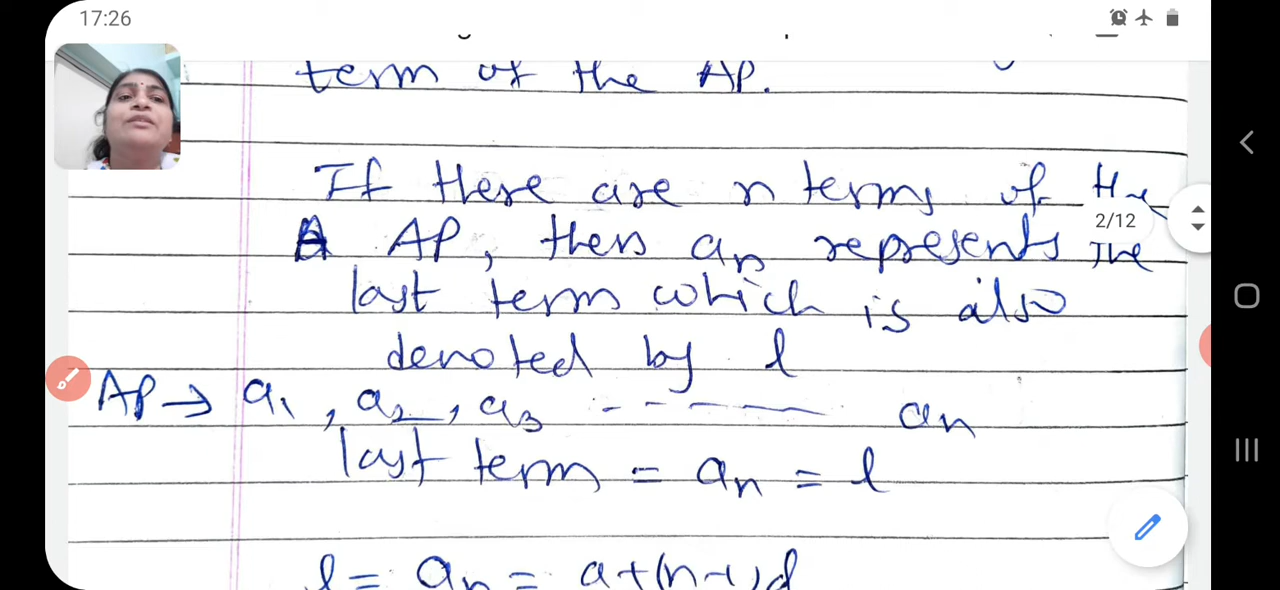 17:26
term of the AP.
If there are n terms of the
2/12
AP, then an represents the
last term which is also
denoted by l
AP → a1, a2, a3 ------- an
last term = an = l
l = an = a+(n-1)d